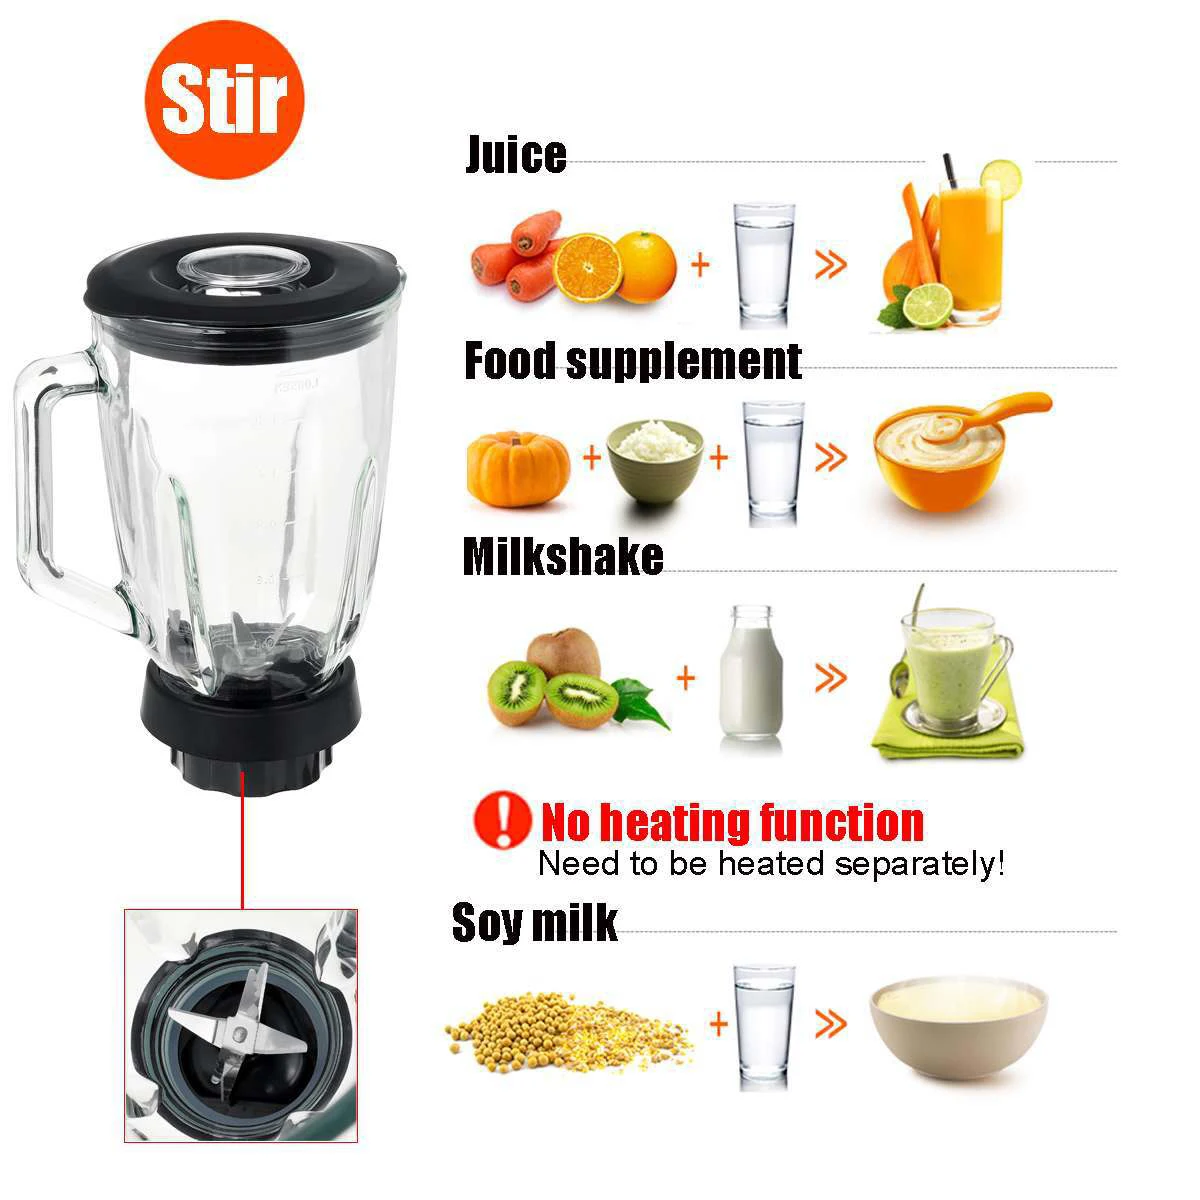 Stir
Juice
Food supplement
Milkshake
No heating function
Need to be heated separately!
Soy milk